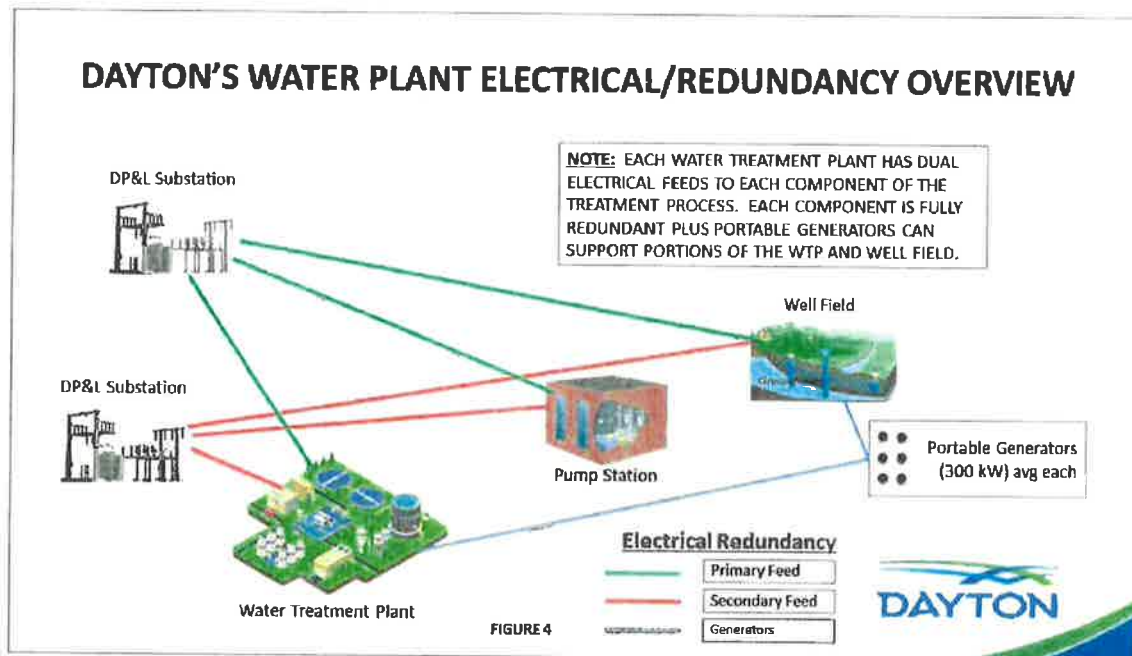 DAYTON'S WATER PLANT ELECTRICAL/REDUNDANCY OVERVIEW
NOTE: EACH WATER TREATMENT PLANT HAS DUAL
ELECTRICAL FEEDS TO EACH COMPONENT OF THE
TREATMENT PROCESS. EACH COMPONENT IS FULLY
REDUNDANT PLUS PORTABLE GENERATORS CAN
SUPPORT PORTIONS OF THE WTP AND WELL FIELD.
DP&L Substation
Well Field
DP&L Substation
Pump Station
Portable Generators
(300 kW) avg each
Water Treatment Plant
Electrical Redundancy
Primary Feed
Secondary Feed
Generators
FIGURE 4
DAYTON